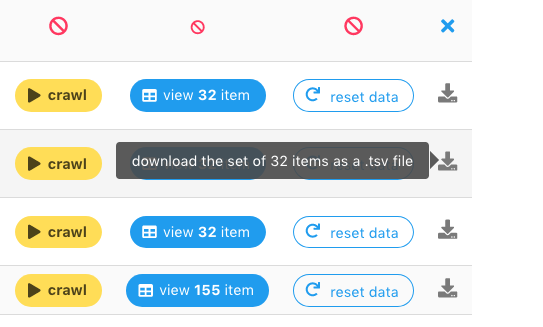 crawl view 32 item reset data
crawl download the set of 32 items as a .tsv file
crawl view 32 item reset data
crawl view 155 item reset data